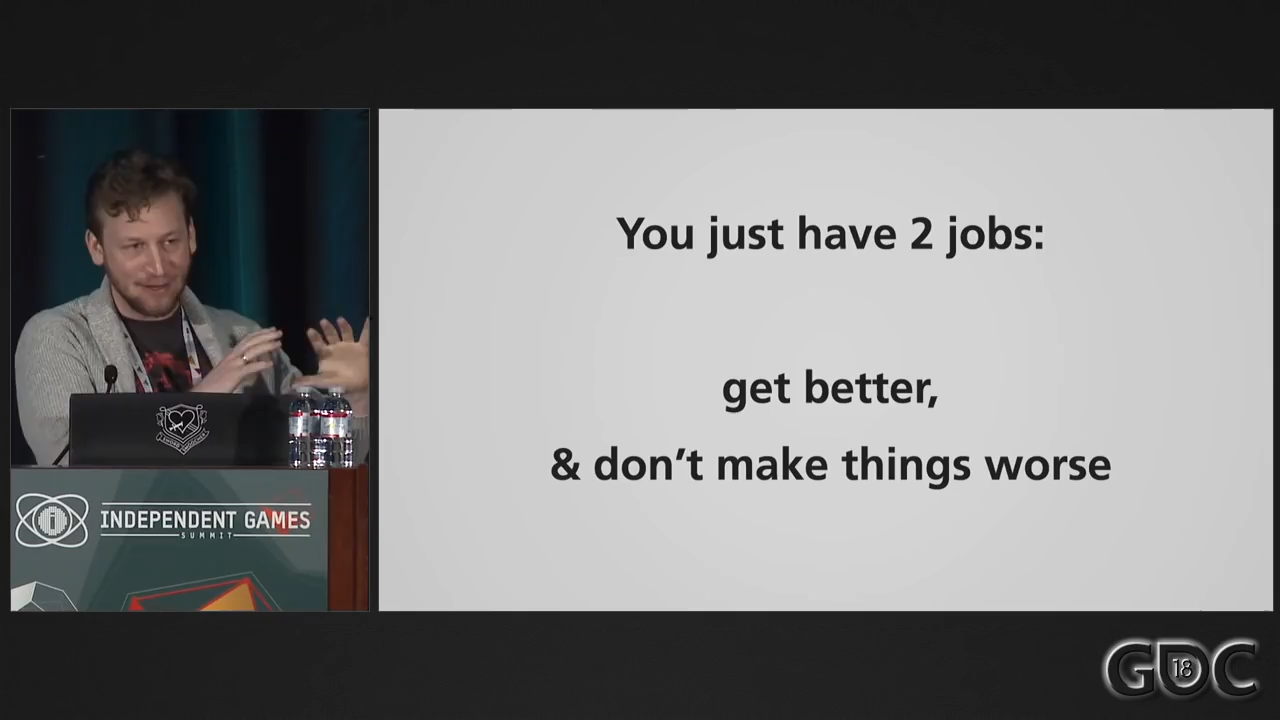 You just have 2 jobs:
get better,
& don't make things worse
INDEPENDENT GAMES
SUMMIT
GDC
18